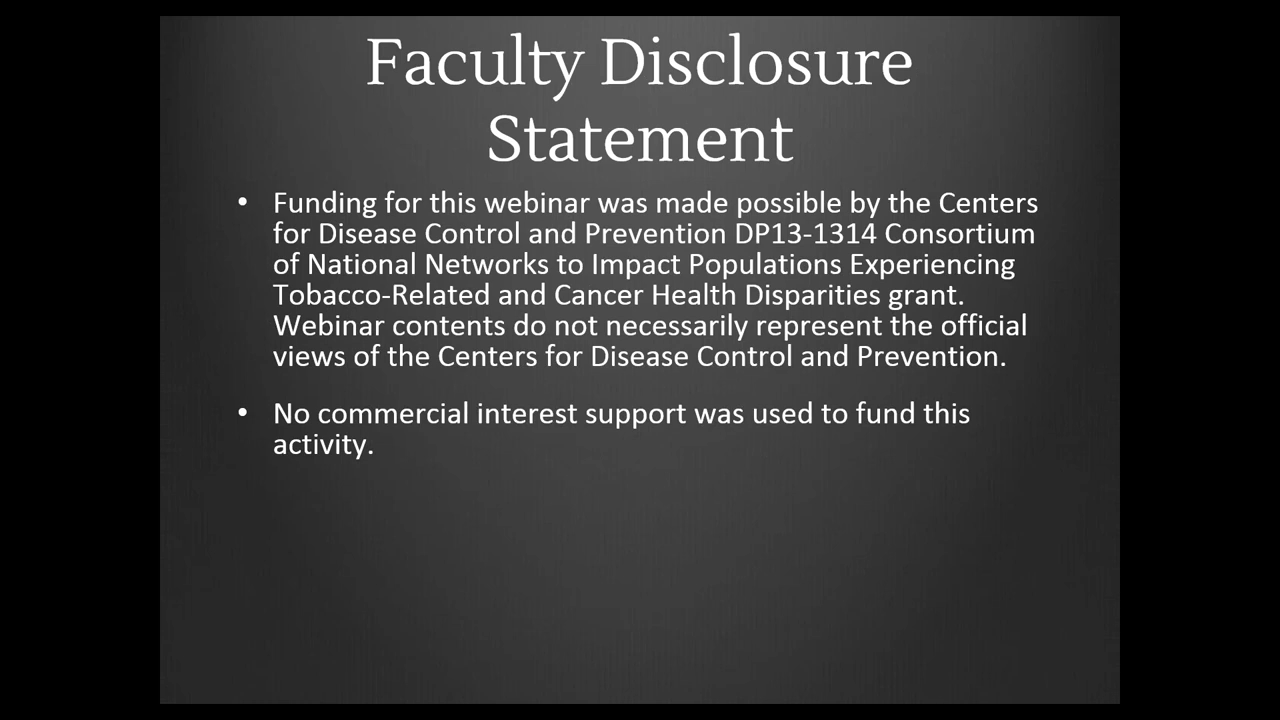 Faculty Disclosure
Statement
• Funding for this webinar was made possible by the Centers
for Disease Control and Prevention DP13-1314 Consortium
of National Networks to Impact Populations Experiencing
Tobacco-Related and Cancer Health Disparities grant.
Webinar contents do not necessarily represent the official
views of the Centers for Disease Control and Prevention.
• No commercial interest support was used to fund this
activity.